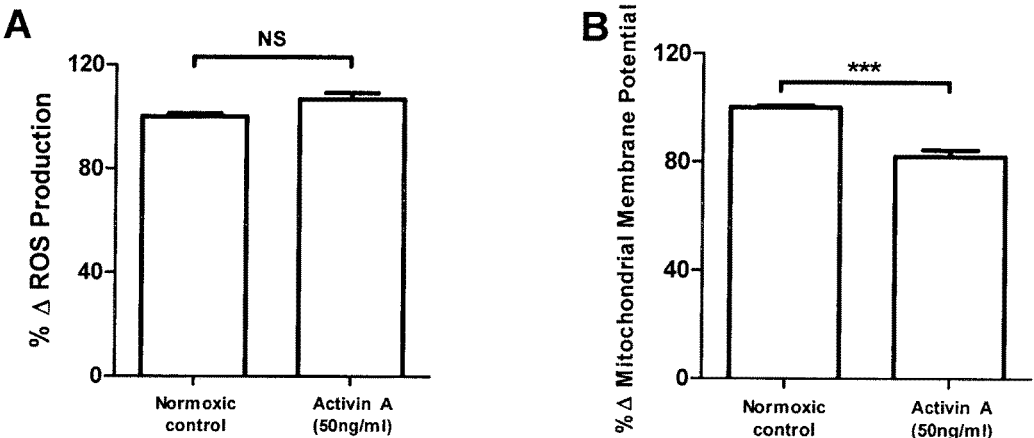 A
% Δ ROS Production
NS
120
80
40
0
Normoxic
control
Activin A
(50ng/ml)
B
% Δ Mitochondrial Membrane Potential
***
120
80
40
0
Normoxic
control
Activin A
(50ng/ml)